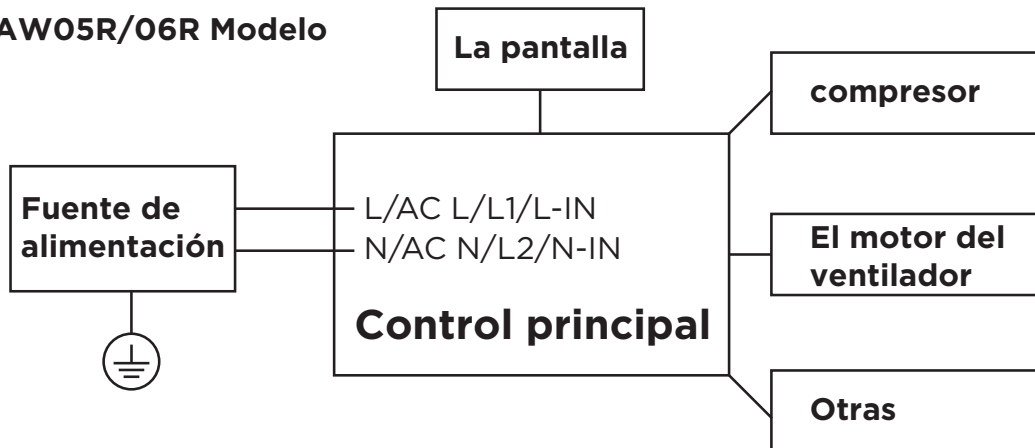 AW05R/06R Modelo
La pantalla
compresor
Fuente de
alimentación
L/AC L/L1/L-IN
N/AC N/L2/N-IN
Control principal
El motor del
ventilador
Otras